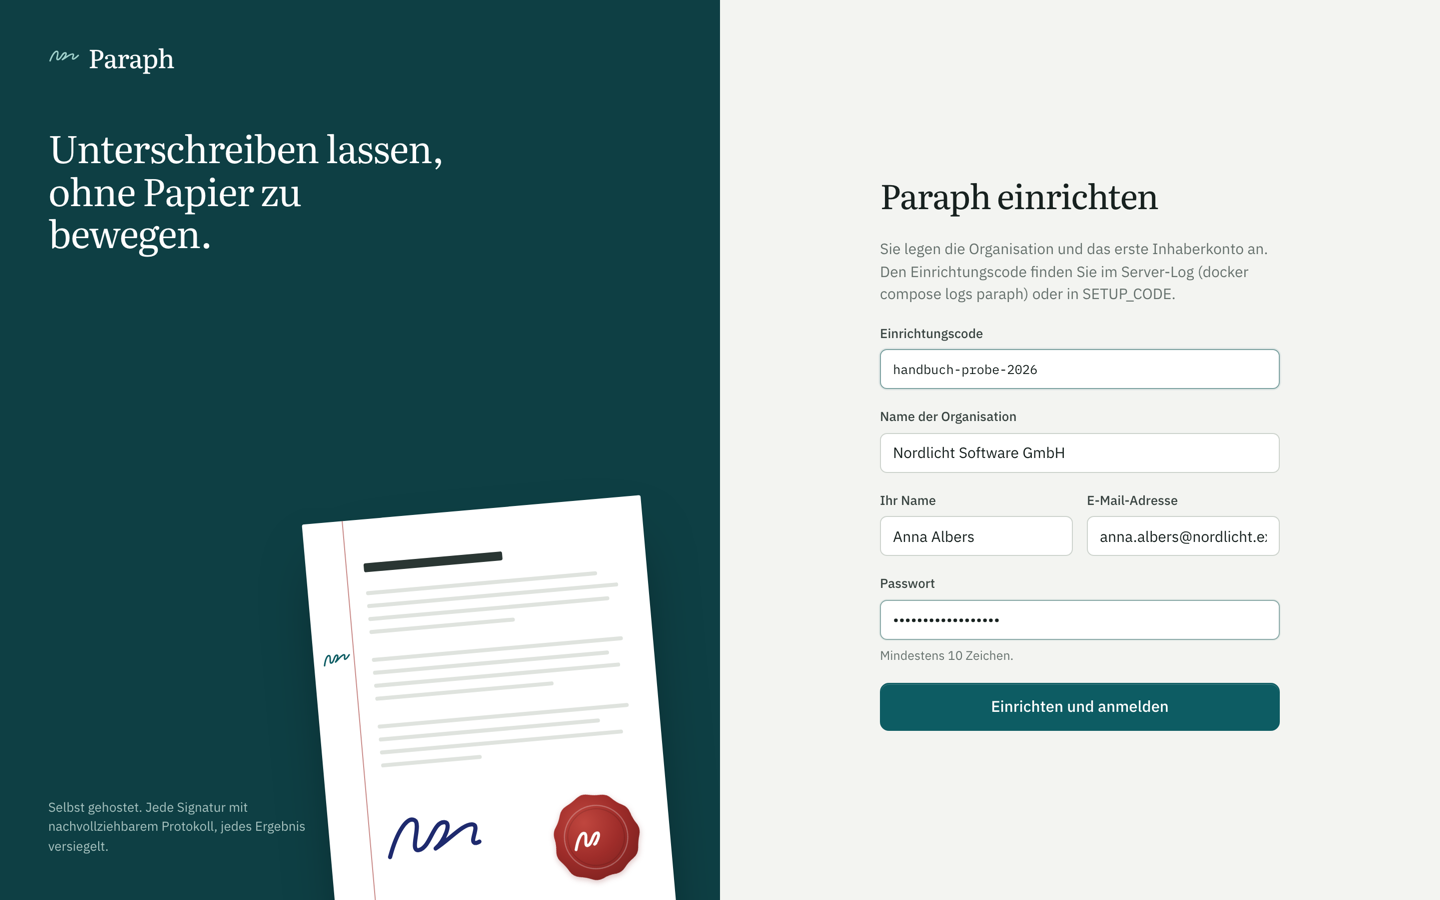 Paraph
Unterschreiben lassen,
ohne Papier zu
bewegen.
Selbst gehostet. Jede Signatur mit
nachvollziehbarem Protokoll, jedes Ergebnis
versiegelt.
Paraph einrichten
Sie legen die Organisation und das erste Inhaberkonto an.
Den Einrichtungscode finden Sie im Server-Log (docker
compose logs paraph) oder in SETUP_CODE.
Einrichtungscode
handbuch-probe-2026
Name der Organisation
Nordlicht Software GmbH
Ihr Name
E-Mail-Adresse
Anna Albers
anna.albers@nordlicht.e
Passwort
••••••••••••••••••
Mindestens 10 Zeichen.
Einrichten und anmelden